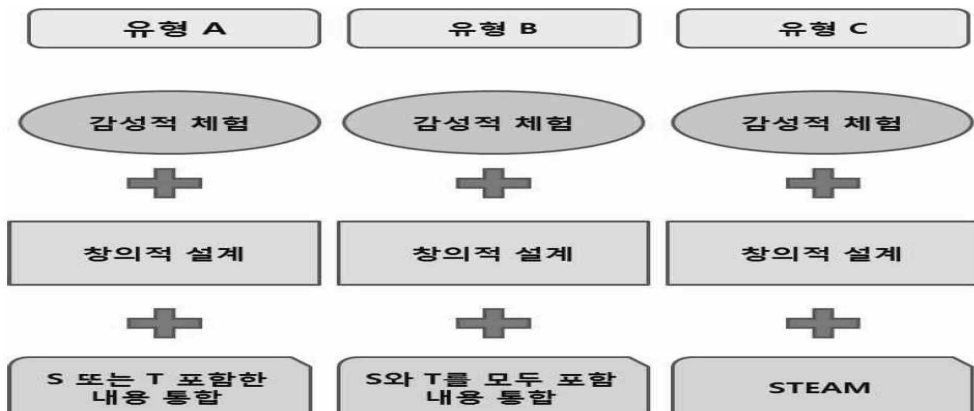 유형 A
유형 B
유형 C
감성적 체험
감성적 체험
감성적 체험
창의적 설계
창의적 설계
창의적 설계
S 또는 T 포함한
내용 통합
S와 T를 모두 포함
내용 통합
STEAM